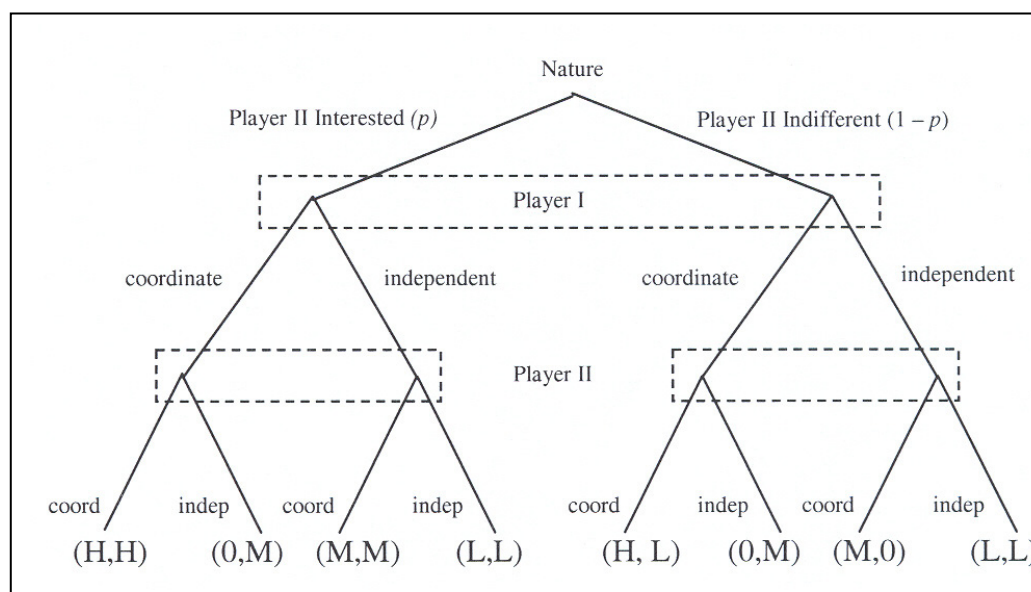 Nature
Player II Interested (p)
Player II Indifferent (1 – p)
Player I
coordinate
independent
coordinate
independent
Player II
coord
indep
coord
indep
coord
indep
coord
indep
(H,H)
(0,M)
(M,M)
(L,L)
(H, L)
(0,M)
(M,0)
(L,L)